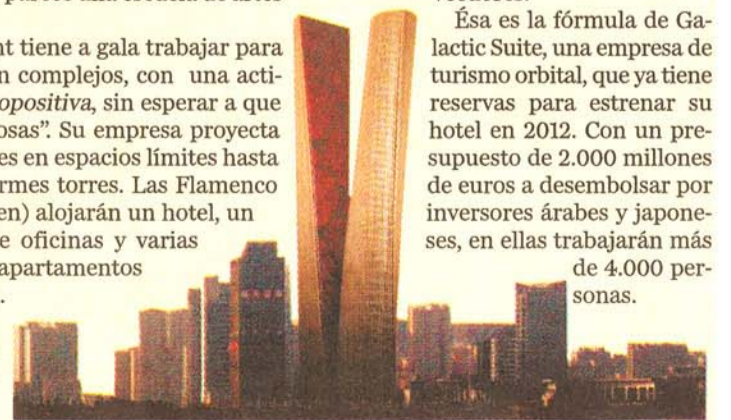 nt tiene a gala trabajar para
n complejos, con una acti-
opositiva, sin esperar a que
osas”. Su empresa proyecta
es en espacios límites hasta
rmes torres. Las Flamenco
en) alojarán un hotel, un
e oficinas y varias
apartamentos
.
Ésa es la fórmula de Ga-
lactic Suite, una empresa de
turismo orbital, que ya tiene
reservas para estrenar su
hotel en 2012. Con un pre-
supuesto de 2.000 millones
de euros a desembolsar por
inversores árabes y japone-
ses, en ellas trabajarán más
de 4.000 per-
sonas.